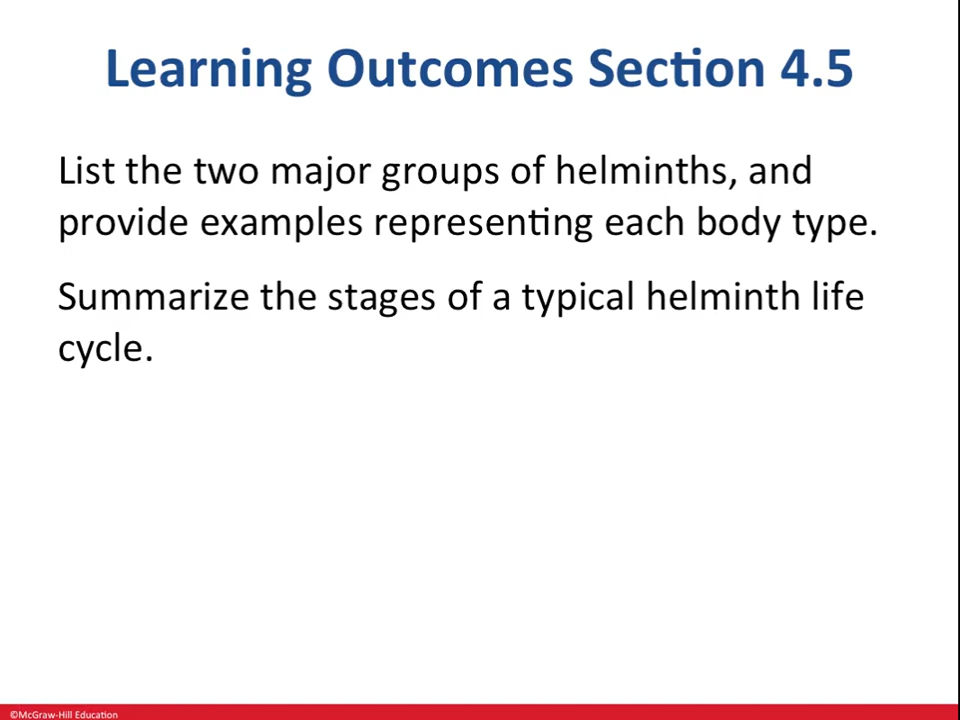 Learning Outcomes Section 4.5
List the two major groups of helminths, and
provide examples representing each body type.
Summarize the stages of a typical helminth life
cycle.
©McGraw-Hill Education